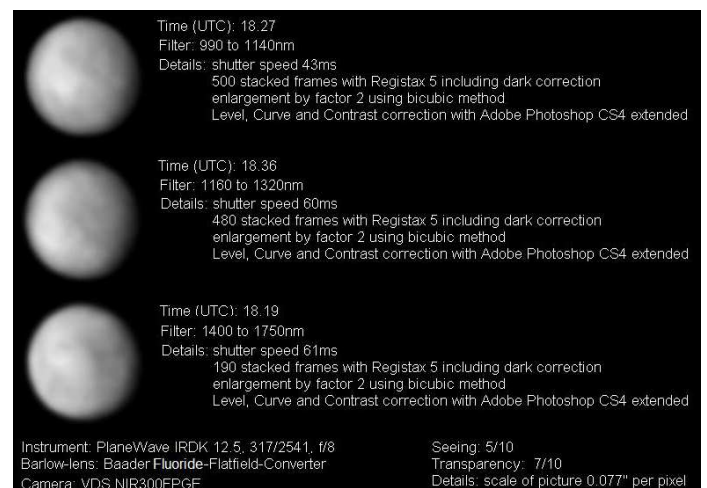 Time (UTC): 18.27
Filter: 990 to 1140nm
Details: shutter speed 43ms
500 stacked frames with Registax 5 including dark correction
enlargement by factor 2 using bicubic method
Level, Curve and Contrast correction with Adobe Photoshop CS4 extended
Time (UTC): 18.36
Filter: 1160 to 1320nm
Details: shutter speed 60ms
480 stacked frames with Registax 5 including dark correction
enlargement by factor 2 using bicubic method
Level, Curve and Contrast correction with Adobe Photoshop CS4 extended
Time (UTC): 18.19
Filter: 1400 to 1750nm
Details: shutter speed 61ms
190 stacked frames with Registax 5 including dark correction
enlargement by factor 2 using bicubic method
Level, Curve and Contrast correction with Adobe Photoshop CS4 extended
Instrument: PlaneWave IRDK 12.5, 317/2541, f/8
Barlow-lens: Baader Fluoride-Flatfield-Converter
Camera: VDS NIR300FPGE
Seeing: 5/10
Transparency: 7/10
Details: scale of picture 0.077" per pixel